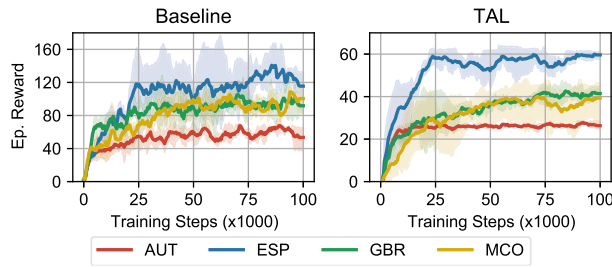 Baseline
TAL
Ep. Reward
160
120
80
40
0
60
40
20
0
0 25 50 75 100
0 25 50 75 100
Training Steps (x1000)
Training Steps (x1000)
AUT ESP GBR MCO